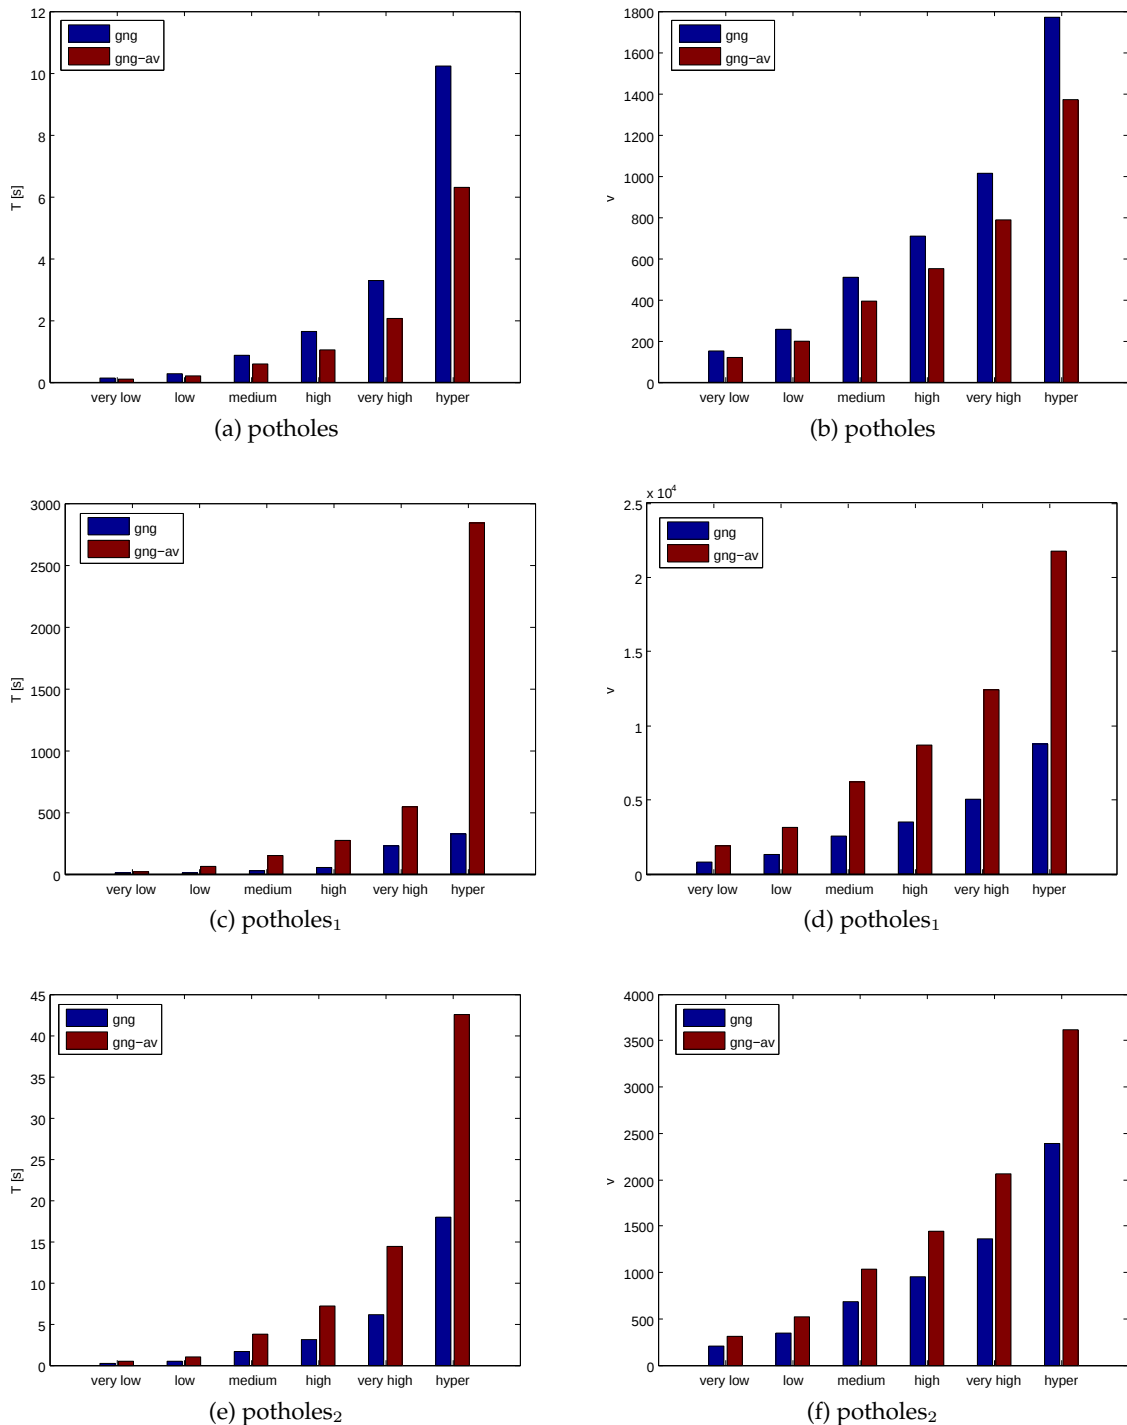 12
10
8
6
4
2
0
T [s]
gng
gng-av
very low low medium high very high hyper
(a) potholes
1800
1600
1400
1200
1000
800
600
400
200
0
v
gng
gng-av
very low low medium high very high hyper
(b) potholes
3000
2500
2000
1500
1000
500
0
T [s]
gng
gng-av
very low low medium high very high hyper
(c) potholes₁
x 10⁴
2.5
2
1.5
1
0.5
0
v
gng
gng-av
very low low medium high very high hyper
(d) potholes₁
45
40
35
30
25
20
15
10
5
0
T [s]
gng
gng-av
very low low medium high very high hyper
(e) potholes₂
4000
3500
3000
2500
2000
1500
1000
500
0
v
gng
gng-av
very low low medium high very high hyper
(f) potholes₂